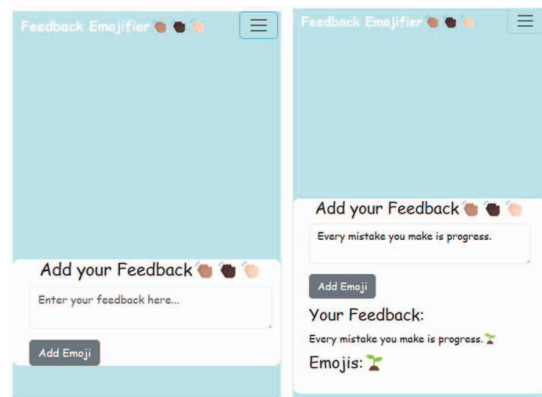 Feedback Emojifier👏🏽 👏🏿 👏🏻
Add your Feedback👏🏽 👏🏿 👏🏻
Enter your feedback here...
Add Emoji
Feedback Emojifier👏🏽 👏🏿 👏🏻
Add your Feedback👏🏽 👏🏿 👏🏻
Every mistake you make is progress.
Add Emoji
Your Feedback:
Every mistake you make is progress.🌱
Emojis: 🌱